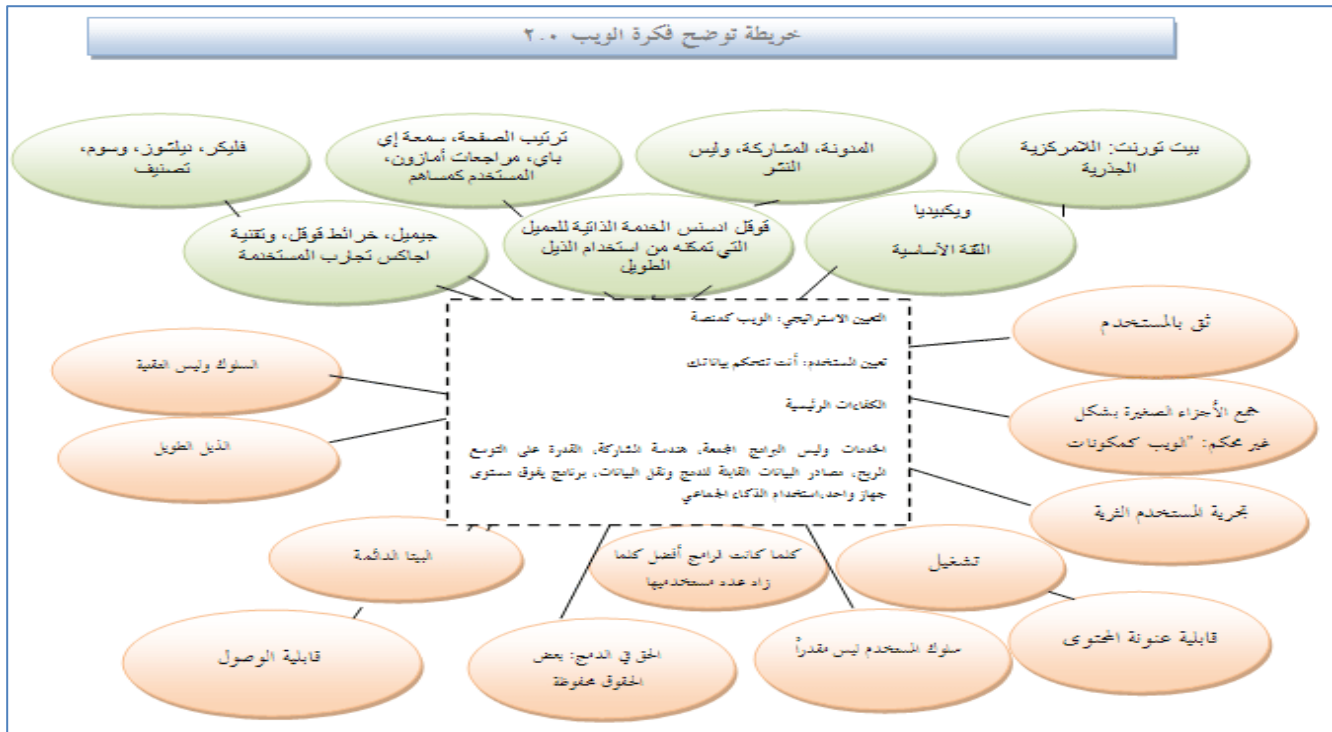 خريطة توضح فكرة الويب ٢.٠
بيت تورنت: اللامركزية
الجذرية
المدونة، المشاركة، وليس
النشر
ترتيب الصفحة، سمعة إي
باي، مراجعات أمازون،
المستخدم كمساهم
فليكر، ديلشوز، وسوم،
تصنيف
ويكبيديا
الثقة الأساسية
قوقل ادسنس الخدمة الذاتية للعميل
التي تمكنه من استخدام الذيل
الطويل
جيميل، خرائط قوقل، وتقنية
اجاكس تجارب المستخدمة
التعيين الاستراتيجي: الويب كمنصة
تعيين المستخدم: أنت تتحكم بياناتك
الكفاءات الرئيسية
الخدمات وليس البرامج المجمعة، هندسة المشاركة، القدرة على التوسع
المربح، مصادر البيانات القابلة للدمج ونقل البيانات، برنامج يفوق مستوى
جهاز واحد،استخدام الذكاء الجماعي
ثق بالمستخدم
جمع الأجزاء الصغيرة بشكل
غير محكم: "الويب كمكونات
تجربة المستخدم الثرية
السلوك وليس التقنية
الذيل الطويل
تشغيل
كلما كانت البرامج أفضل كلما
زاد عدد مستخدميها
البيتا الدائمة
قابلية عنونة المحتوى
سلوك المستخدم ليس مقدراً
الحق في الدمج: بعض
الحقوق محفوظة
قابلية الوصول